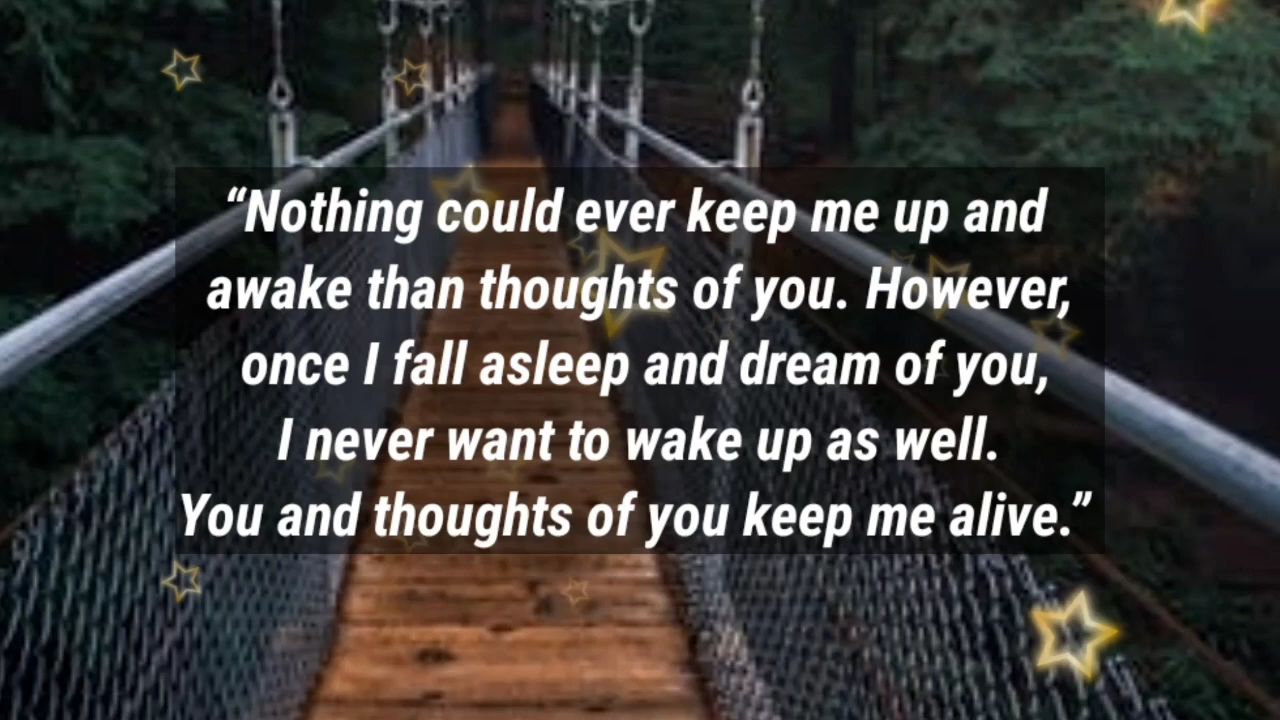 “Nothing could ever keep me up and
awake than thoughts of you. However,
once I fall asleep and dream of you,
I never want to wake up as well.
You and thoughts of you keep me alive.”